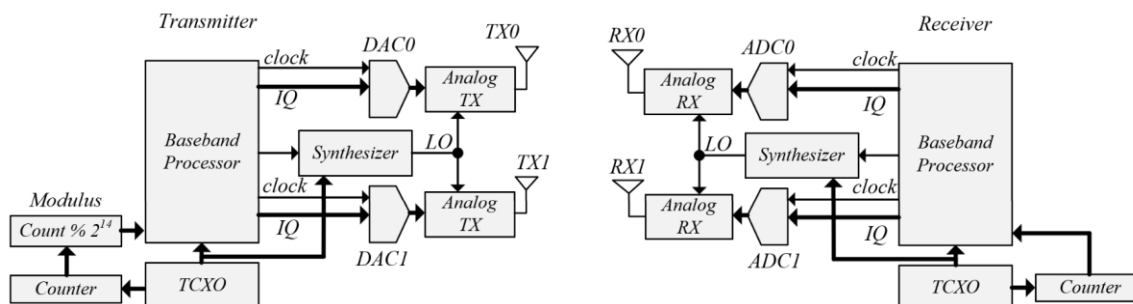 Transmitter
Receiver
DAC0
TX0
RX0
ADC0
clock
clock
Analog
TX
Analog
RX
IQ
IQ
Baseband
Processor
Synthesizer
LO
LO
Synthesizer
Baseband
Processor
TX1
RX1
clock
clock
Modulus
Analog
TX
Analog
RX
Count % 2^14
IQ
IQ
DAC1
ADC1
Counter
TCXO
TCXO
Counter